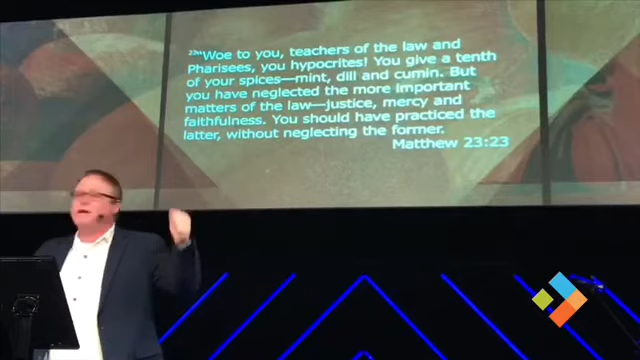 23"Woe to you, teachers of the law and
Pharisees, you hypocrites! You give a tenth
of your spices—mint, dill and cumin. But
you have neglected the more important
matters of the law—justice, mercy and
faithfulness. You should have practiced the
latter, without neglecting the former.
Matthew 23:23